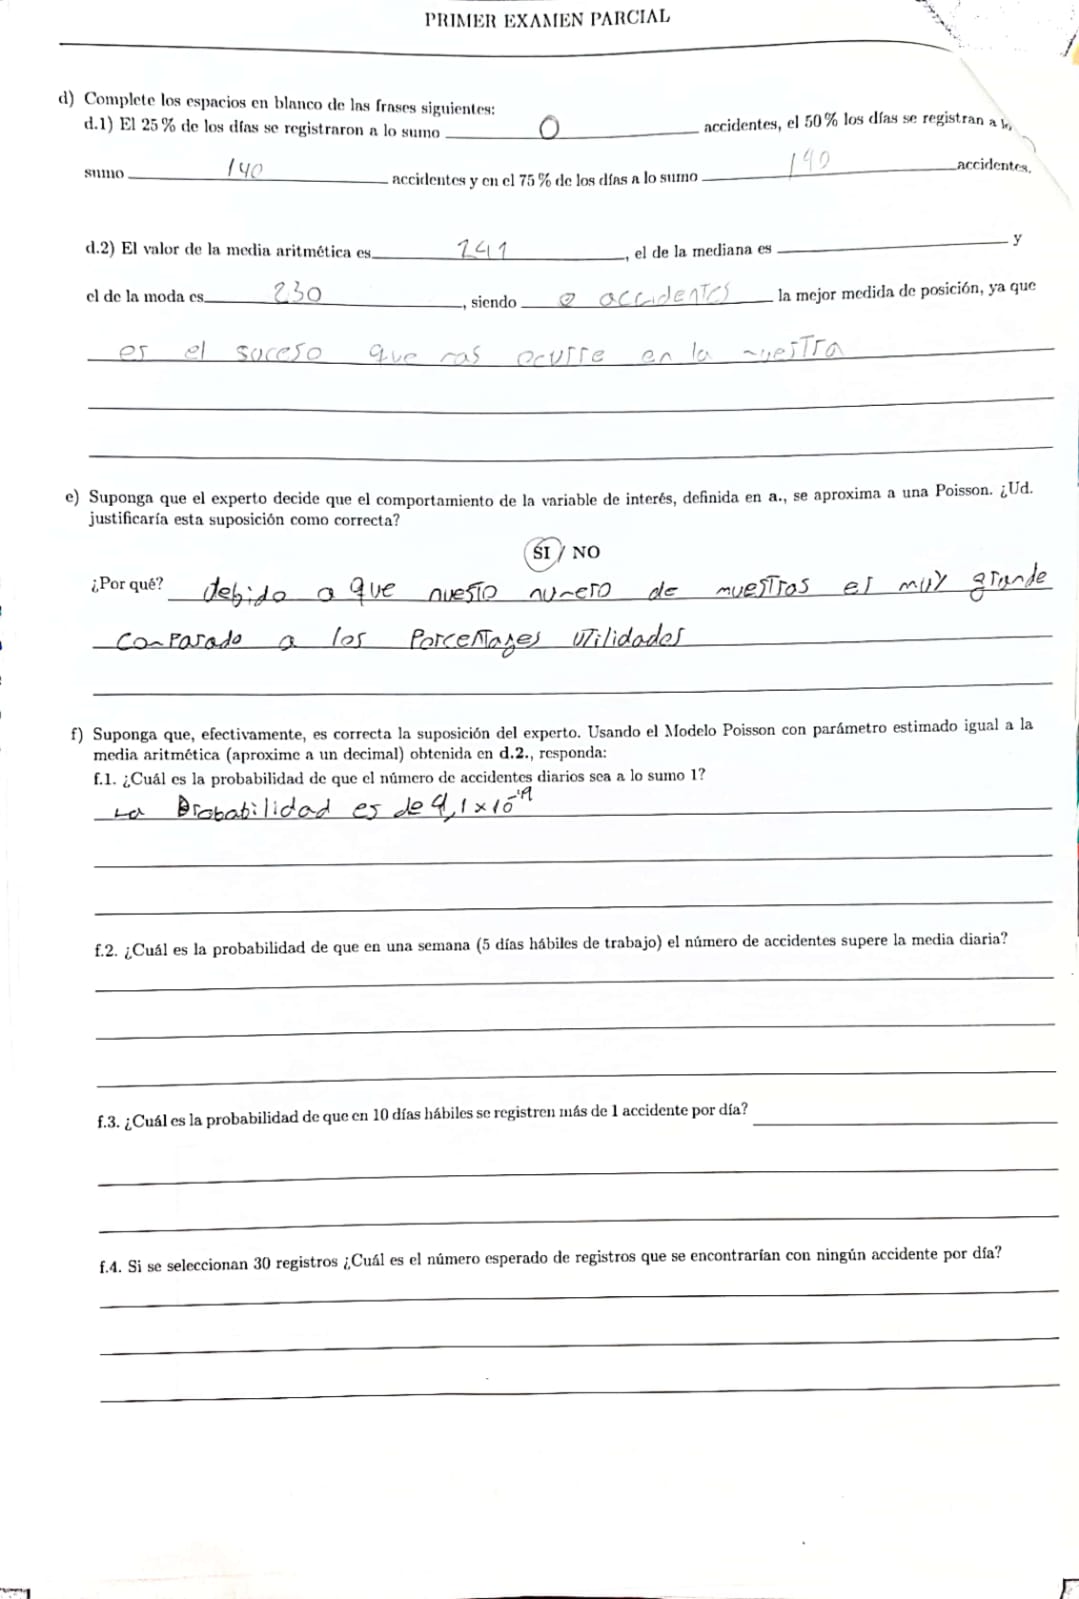 PRIMER EXAMEN PARCIAL
d) Complete los espacios en blanco de las frases siguientes:
d.1) El 25% de los días se registraron a lo sumo 0 accidentes, el 50% los días se registran a lo
sumo 140 accidentes y en el 75% de los días a lo sumo 190 accidentes.
d.2) El valor de la media aritmética es 241, el de la mediana es y
el de la moda es 230, siendo 0 accidentes la mejor medida de posición, ya que
es el suceso que mas ocurre en la muestra
e) Suponga que el experto decide que el comportamiento de la variable de interés, definida en a., se aproxima a una Poisson. ¿Ud.
justificaría esta suposición como correcta?
SI / NO
¿Por qué? debido a que nuesto numero de muestras es muy grande
comparado a los porcentages utilidados
f) Suponga que, efectivamente, es correcta la suposición del experto. Usando el Modelo Poisson con parámetro estimado igual a la
media aritmética (aproxime a un decimal) obtenida en d.2., responda:
f.1. ¿Cuál es la probabilidad de que el número de accidentes diarios sea a lo sumo 1?
La Probabilidad es de
f.2. ¿Cuál es la probabilidad de que en una semana (5 días hábiles de trabajo) el número de accidentes supere la media diaria?
f.3. ¿Cuál es la probabilidad de que en 10 días hábiles se registren más de 1 accidente por día?
f.4. Si se seleccionan 30 registros ¿Cuál es el número esperado de registros que se encontrarían con ningún accidente por día?